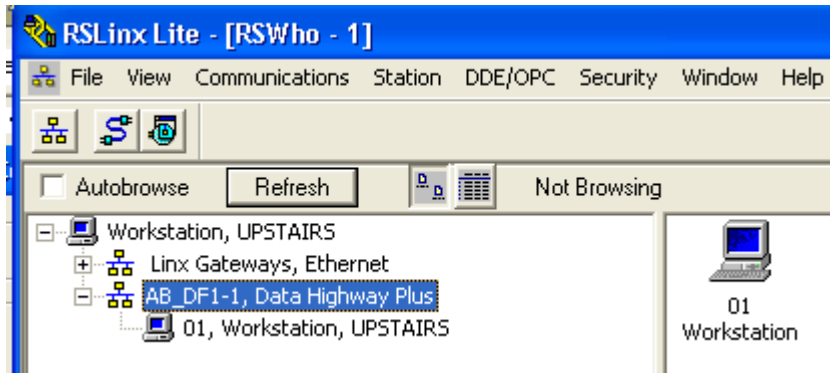 RSLinx Lite - [RSWho - 1]
File View Communications Station DDE/OPC Security Window Help
Autobrowse Refresh Not Browsing
Workstation, UPSTAIRS
Linx Gateways, Ethernet
AB_DF1-1, Data Highway Plus
01, Workstation, UPSTAIRS
01
Workstation